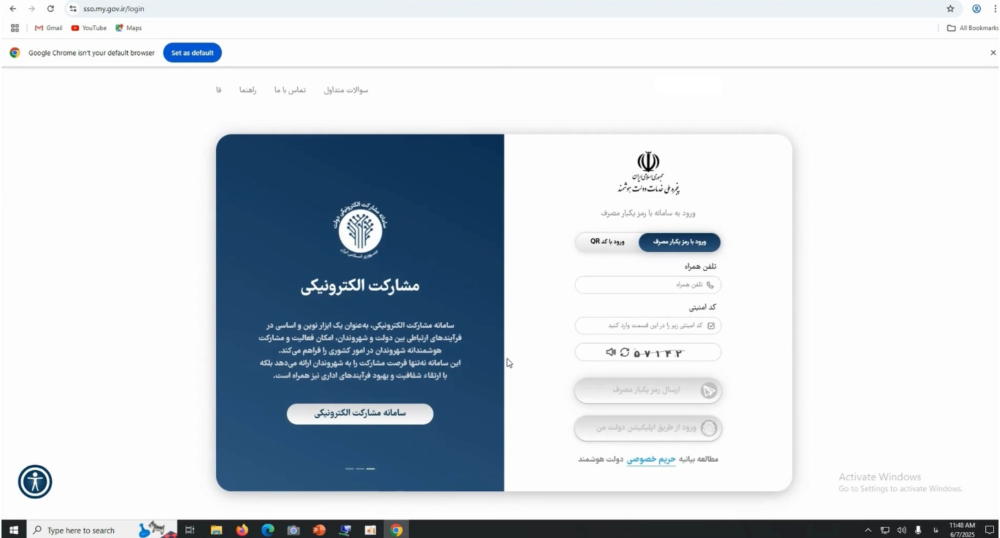 sso.my.gov.ir/login
Gmail
YouTube
Maps
All Bookmarks
Google Chrome isn't your default browser
Set as default
سوالات متداول
تماس با ما
راهنما
فا
جمهوری اسلامی ایران
پنجره ملی خدمات دولت هوشمند
ورود به سامانه با رمز یکبار مصرف
ورود با رمز یکبار مصرف
ورود با کد QR
تلفن همراه
تلفن همراه
کد امنیتی
کد امنیتی زیر را در این قسمت وارد کنید
۵۷۱۴۲
ارسال رمز یکبار مصرف
ورود از طریق اپلیکیشن دولت من
مطالعه بیانیه حریم خصوصی دولت هوشمند
سامانه مشارکت الکترونیکی دولت
جمهوری اسلامی ایران
مشارکت الکترونیکی
سامانه مشارکت الکترونیکی، به‌عنوان یک ابزار نوین و اساسی در
فرآیندهای ارتباطی بین دولت و شهروندان، امکان فعالیت و مشارکت
هوشمندانه شهروندان در امور کشوری را فراهم می‌کند.
این سامانه نه‌تنها فرصت مشارکت را به شهروندان ارائه می‌دهد بلکه
با ارتقاء شفافیت و بهبود فرآیندهای اداری نیز همراه است.
سامانه مشارکت الکترونیکی
Activate Windows
Go to Settings to activate Windows.
Type here to search
فا
11:48 AM
6/7/2025